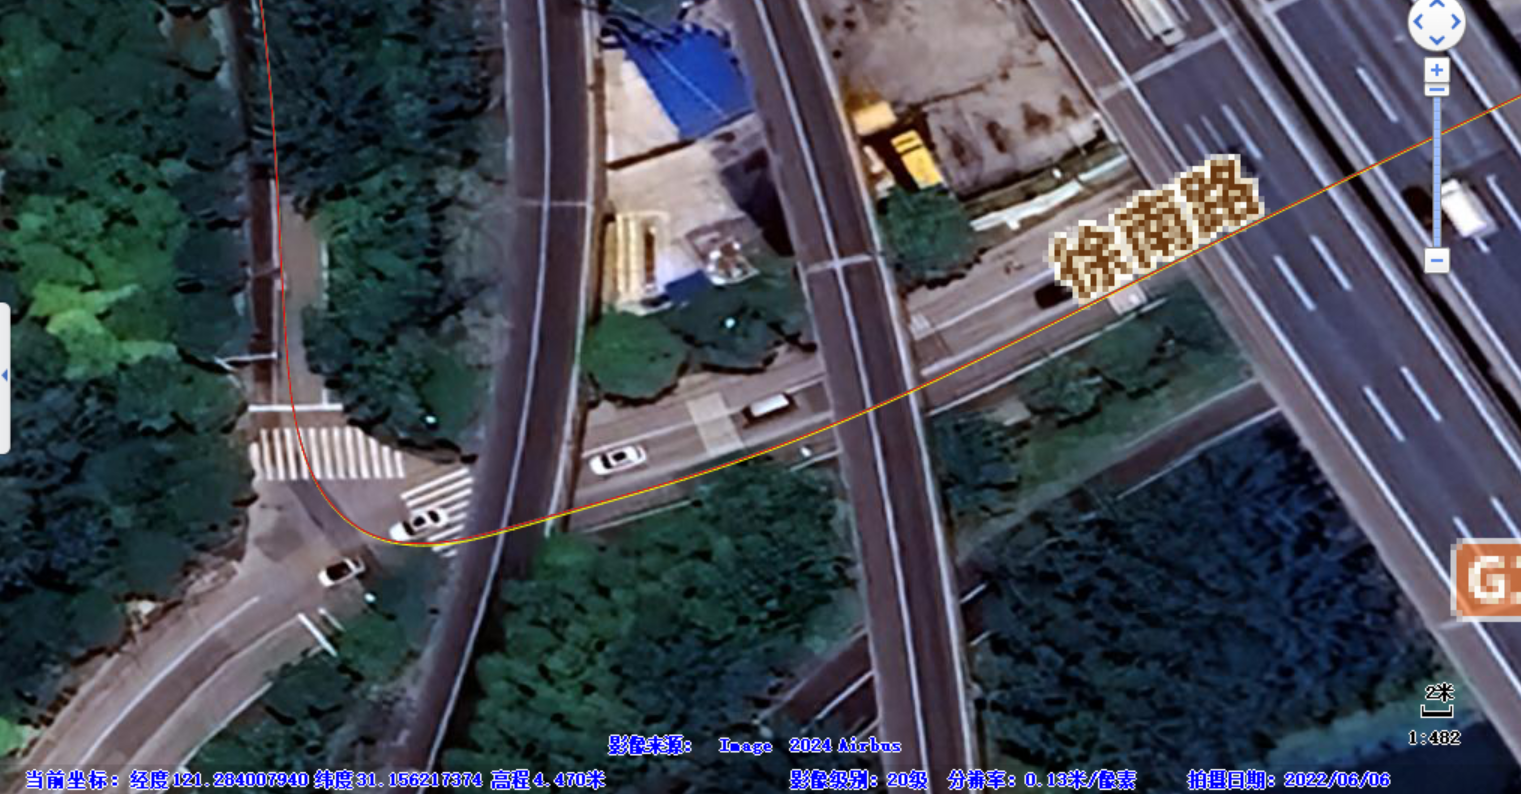 徐南路
G1
2米
1:482
影像来源: Image 2024 Airbus
当前坐标: 经度121.284007940 纬度31.156217374 高程4.470米 影像级别: 20级 分辨率: 0.13米/像素 拍摄日期: 2022/06/06